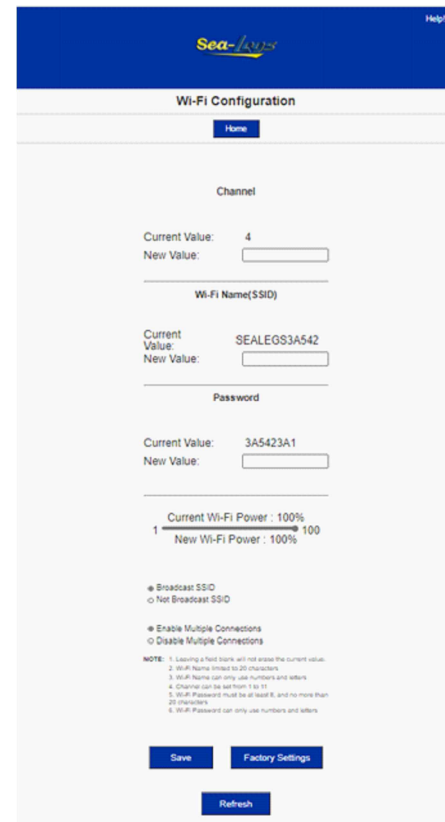 Help!
Sea-Legs
Wi-Fi Configuration
Home
Channel
Current Value: 4
New Value:
Wi-Fi Name(SSID)
Current Value: SEALEGS3A542
New Value:
Password
Current Value: 3A5423A1
New Value:
Current Wi-Fi Power : 100%
1 100
New Wi-Fi Power : 100%
Broadcast SSID
Not Broadcast SSID
Enable Multiple Connections
Disable Multiple Connections
NOTE: 1. Leaving a field blank will not erase the current value.
2. Wi-Fi Name limited to 20 characters
3. Wi-Fi Name can only use numbers and letters
4. Channel can be set from 1 to 11
5. Wi-Fi Password must be at least 8, and no more than
20 characters
6. Wi-Fi Password can only use numbers and letters
Save Factory Settings
Refresh